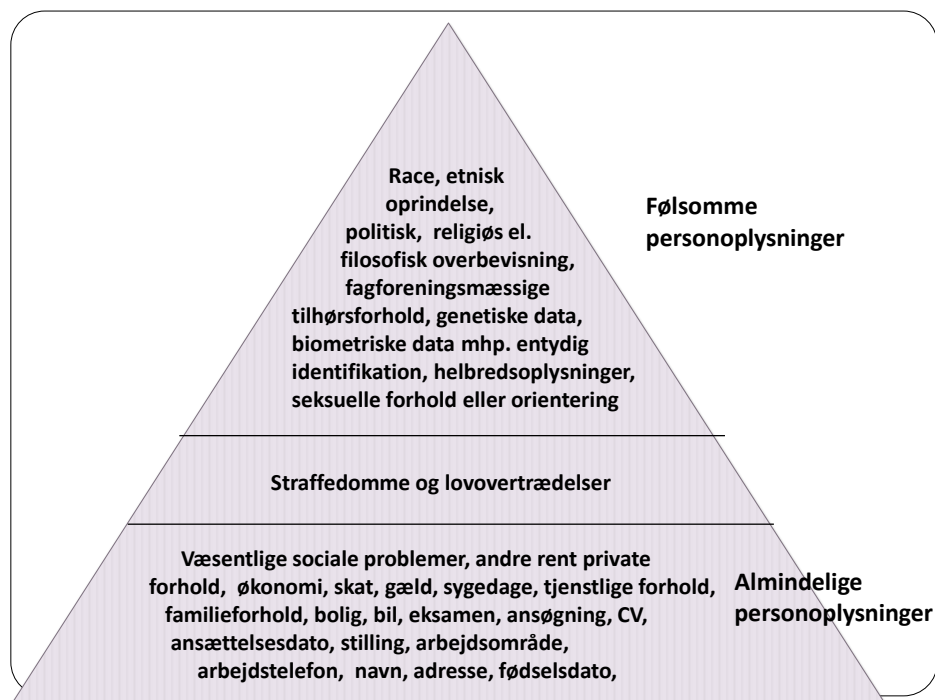 Race, etnisk
oprindelse,
politisk, religiøs el.
filosofisk overbevisning,
fagforeningsmæssige
tilhørsforhold, genetiske data,
biometriske data mhp. entydig
identifikation, helbredsoplysninger,
seksuelle forhold eller orientering
Følsomme
personoplysninger
Straffedomme og lovovertrædelser
Væsentlige sociale problemer, andre rent private
forhold, økonomi, skat, gæld, sygedage, tjenstlige forhold,
familieforhold, bolig, bil, eksamen, ansøgning, CV,
ansættelsesdato, stilling, arbejdsområde,
arbejdstelefon, navn, adresse, fødselsdato,
Almindelige
personoplysninger